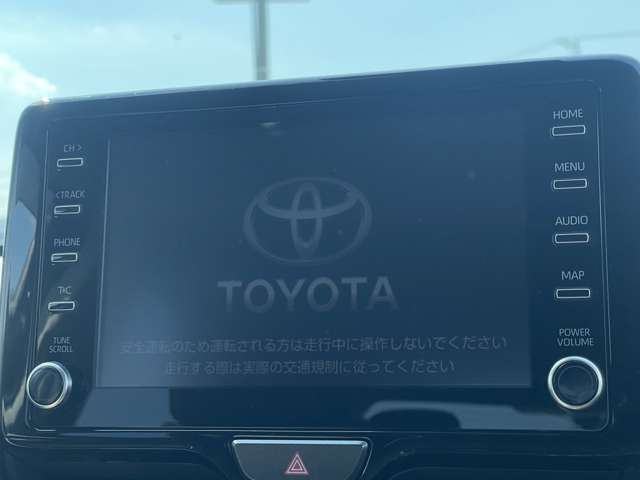 CH >
<TRACK
PHONE
T*C
TUNE
SCROLL
TOYOTA
安全運転のため運転される方は走行中に操作しないでください
走行する際は実際の交通規制に従ってください
HOME
MENU
AUDIO
MAP
POWER
VOLUME